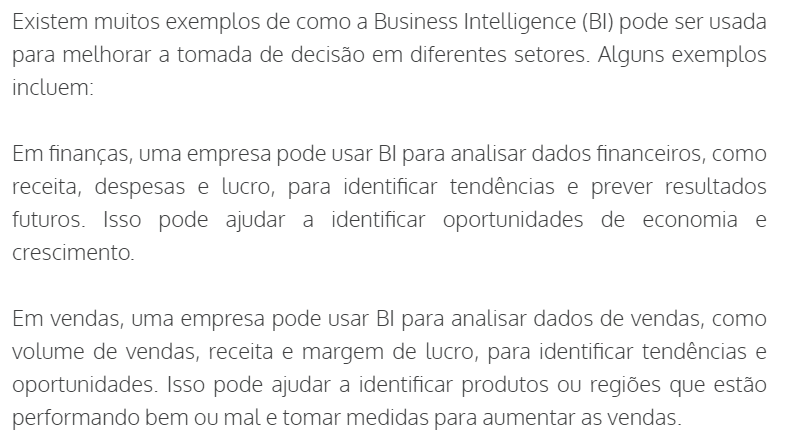 Existem muitos exemplos de como a Business Intelligence (BI) pode ser usada
para melhorar a tomada de decisão em diferentes setores. Alguns exemplos
incluem:
Em finanças, uma empresa pode usar BI para analisar dados financeiros, como
receita, despesas e lucro, para identificar tendências e prever resultados
futuros. Isso pode ajudar a identificar oportunidades de economia e
crescimento.
Em vendas, uma empresa pode usar BI para analisar dados de vendas, como
volume de vendas, receita e margem de lucro, para identificar tendências e
oportunidades. Isso pode ajudar a identificar produtos ou regiões que estão
performando bem ou mal e tomar medidas para aumentar as vendas.